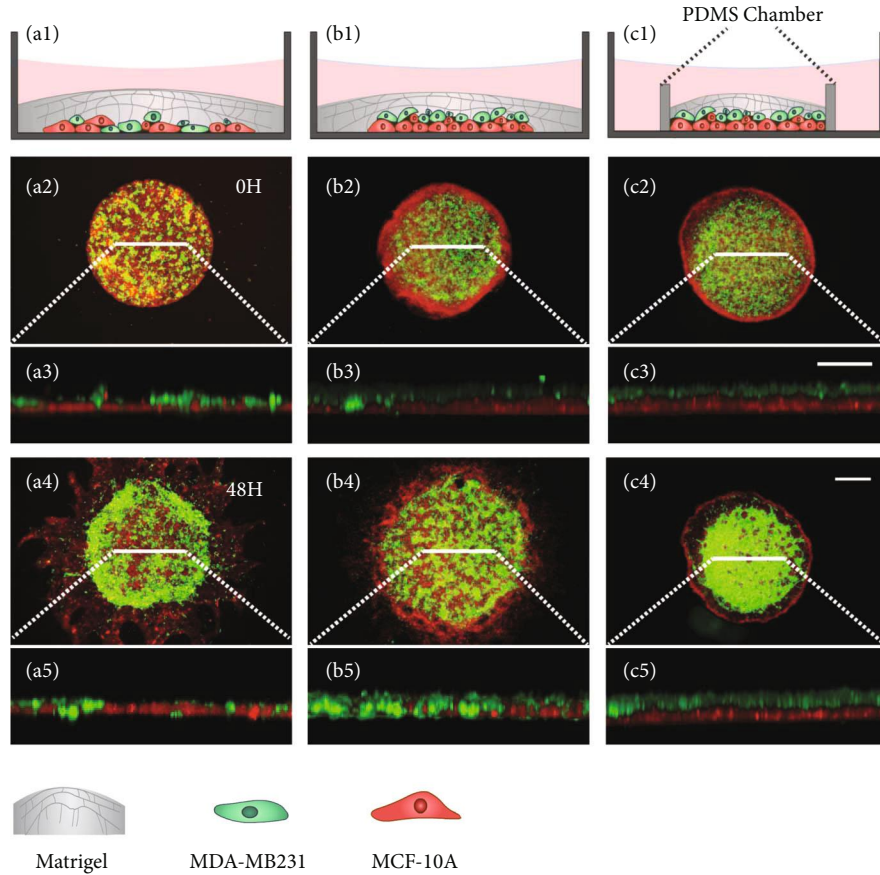 PDMS Chamber
(a1) (b1) (c1)
(a2) 0H (b2) (c2)
(a3) (b3) (c3)
(a4) 48H (b4) (c4)
(a5) (b5) (c5)
Matrigel MDA-MB231 MCF-10A